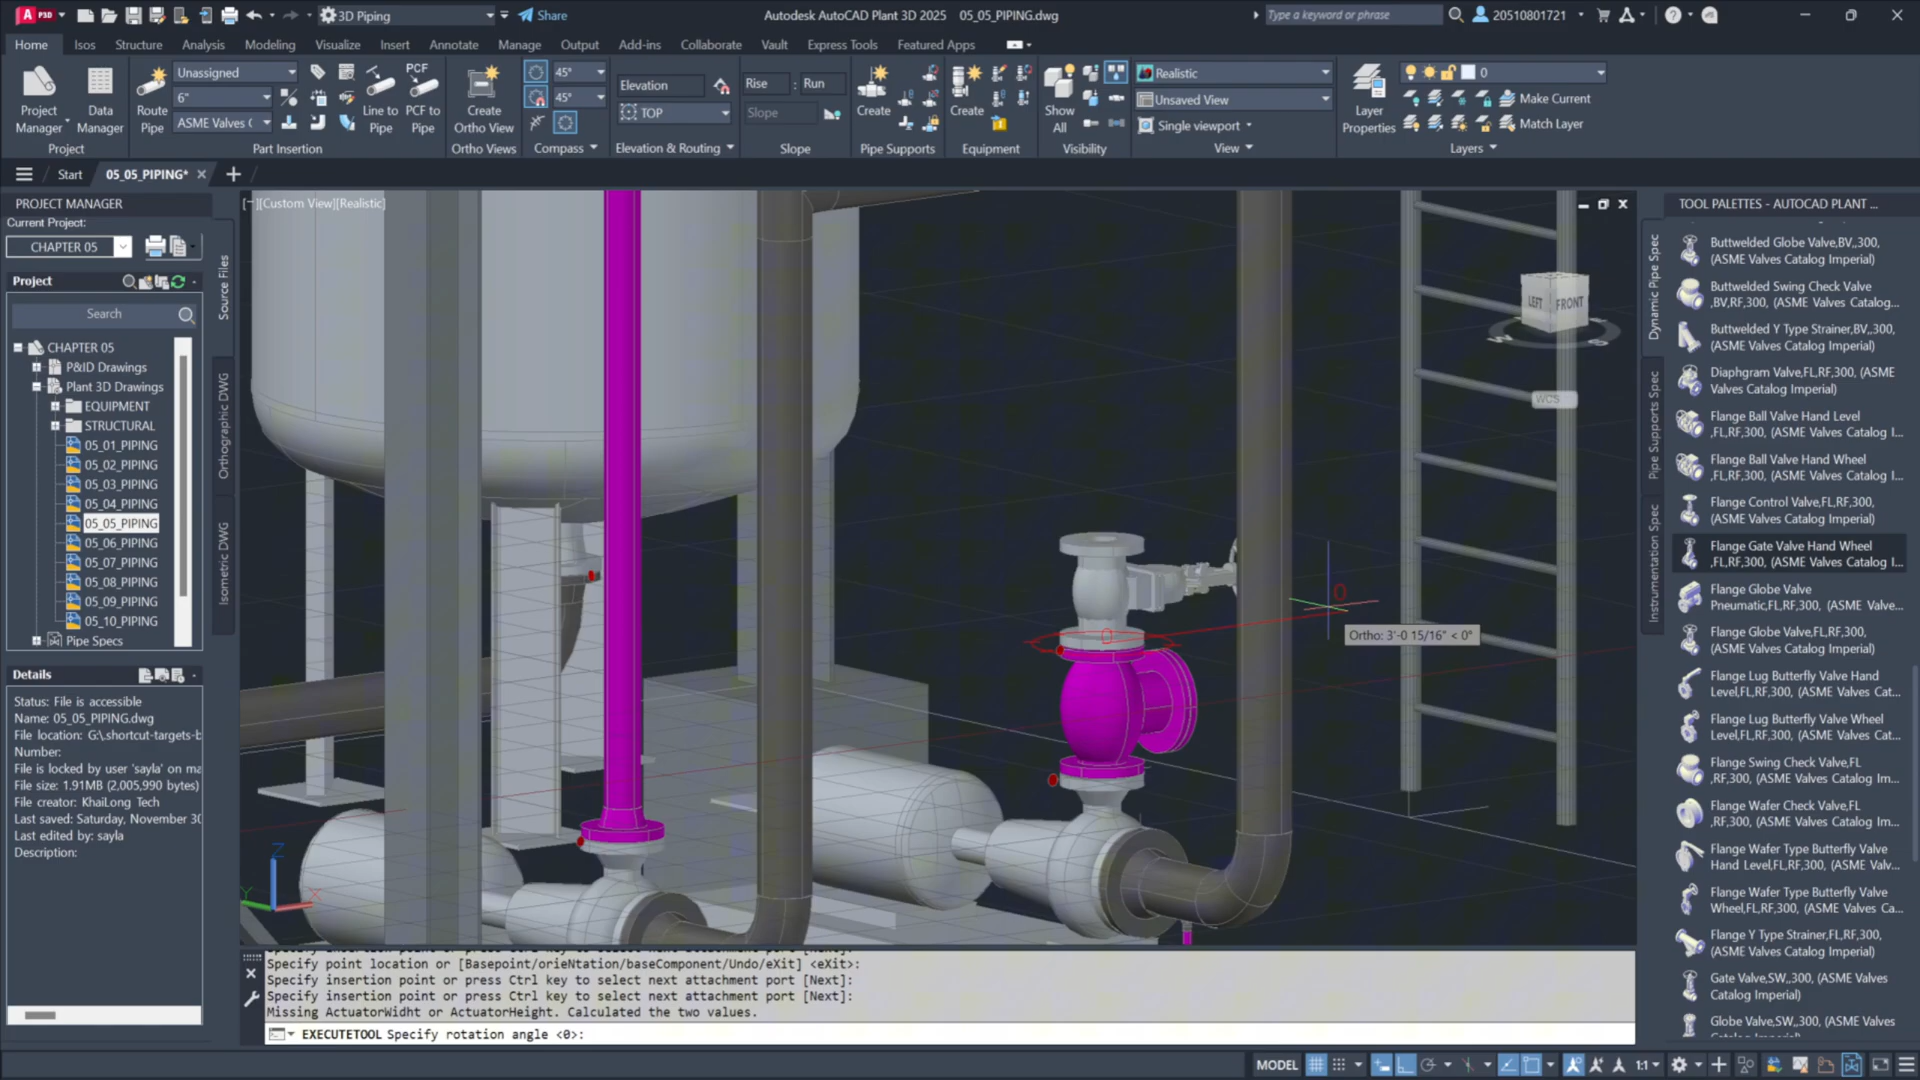 A P3D
3D Piping
Share
Autodesk AutoCAD Plant 3D 2025 05_05_PIPING.dwg
Type a keyword or phrase
20510801721
Home
Isos
Structure
Analysis
Modeling
Visualize
Insert
Annotate
Manage
Output
Add-ins
Collaborate
Vault
Express Tools
Featured Apps
Project
Manager
Data
Manager
Project
Route
Pipe
Unassigned
6"
ASME Valves (
Line to
Pipe
PCF
PCF to
Pipe
Part Insertion
Create
Ortho View
Ortho Views
45°
45°
Compass
Elevation
TOP
Elevation & Routing
Rise : Run
Slope
Slope
Create
Pipe Supports
Create
Equipment
Show
All
Visibility
Realistic
Unsaved View
Single viewport
View
Layer
Properties
0
Make Current
Match Layer
Layers
Start
05_05_PIPING*
PROJECT MANAGER
Current Project:
CHAPTER 05
Project
Search
CHAPTER 05
P&ID Drawings
Plant 3D Drawings
EQUIPMENT
STRUCTURAL
05_01_PIPING
05_02_PIPING
05_03_PIPING
05_04_PIPING
05_05_PIPING
05_06_PIPING
05_07_PIPING
05_08_PIPING
05_09_PIPING
05_10_PIPING
Pipe Specs
Source Files
Orthographic DWG
Isometric DWG
Details
Status: File is accessible
Name: 05_05_PIPING.dwg
File location: G:\.shortcut-targets-b
Number:
File is locked by user 'sayla' on ma
File size: 1.91MB (2,005,990 bytes)
File creator: KhaiLong Tech
Last saved: Saturday, November 30
Last edited by: sayla
Description:
[−][Custom View][Realistic]
LEFT
FRONT
S
WCS
0
0
Ortho: 3'-0 15/16" < 0°
Z
Y
X
Specify insertion point or press Ctrl key to select next attachment port [Next]:
Specify point location or [Basepoint/orieNtation/baseComponent/Undo/eXit] <eXit>:
Specify insertion point or press Ctrl key to select next attachment port [Next]:
Specify insertion point or press Ctrl key to select next attachment port [Next]:
Missing ActuatorWidht or ActuatorHeight. Calculated the two values.
EXECUTETOOL Specify rotation angle <0>:
TOOL PALETTES - AUTOCAD PLANT ...
Dynamic Pipe Spec
Pipe Supports Spec
Instrumentation Spec
Buttwelded Globe Valve,BV,,300,
(ASME Valves Catalog Imperial)
Buttwelded Swing Check Valve
,BV,RF,300, (ASME Valves Catalog...
Buttwelded Y Type Strainer,BV,,300,
(ASME Valves Catalog Imperial)
Diaphgram Valve,FL,RF,300, (ASME
Valves Catalog Imperial)
Flange Ball Valve Hand Level
,FL,RF,300, (ASME Valves Catalog I...
Flange Ball Valve Hand Wheel
,FL,RF,300, (ASME Valves Catalog I...
Flange Control Valve,FL,RF,300,
(ASME Valves Catalog Imperial)
Flange Gate Valve Hand Wheel
,FL,RF,300, (ASME Valves Catalog I...
Flange Globe Valve
Pneumatic,FL,RF,300, (ASME Valve...
Flange Globe Valve,FL,RF,300,
(ASME Valves Catalog Imperial)
Flange Lug Butterfly Valve Hand
Level,FL,RF,300, (ASME Valves Cat...
Flange Lug Butterfly Valve Wheel
Level,FL,RF,300, (ASME Valves Cat...
Flange Swing Check Valve,FL
,RF,300, (ASME Valves Catalog Im...
Flange Wafer Check Valve,FL
,RF,300, (ASME Valves Catalog Im...
Flange Wafer Type Butterfly Valve
Hand Level,FL,RF,300, (ASME Valv...
Flange Wafer Type Butterfly Valve
Wheel,FL,RF,300, (ASME Valves Ca...
Flange Y Type Strainer,FL,RF,300,
(ASME Valves Catalog Imperial)
Gate Valve,SW,,300, (ASME Valves
Catalog Imperial)
Globe Valve,SW,,300, (ASME Valves
MODEL
1:1